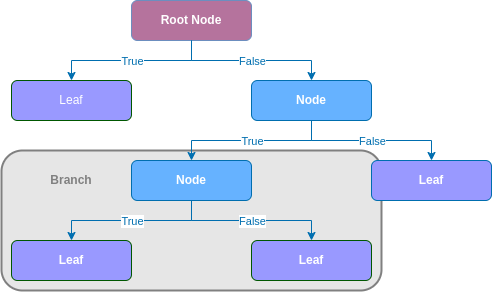 Root Node
True
False
Leaf
Node
True
False
Branch
Node
Leaf
True
False
Leaf
Leaf